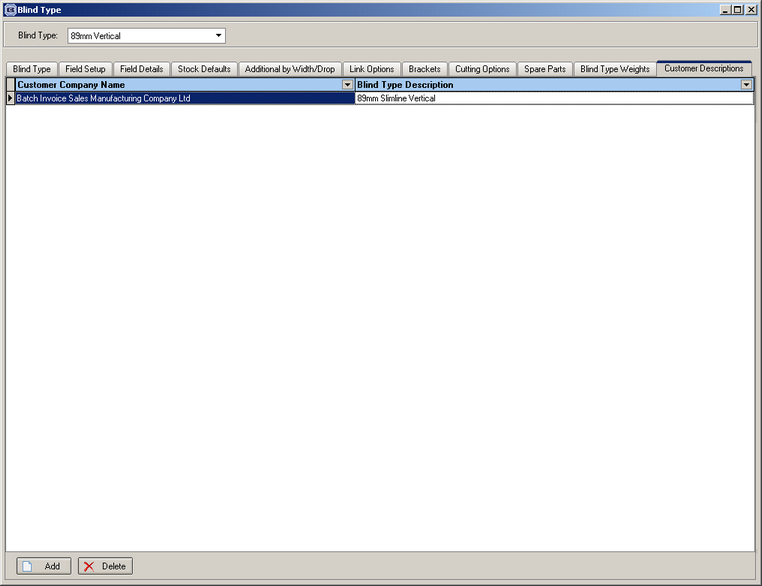 Blind Type
Blind Type: 89mm Vertical
Blind Type Field Setup Field Details Stock Defaults Additional by Width/Drop Link Options Brackets Cutting Options Spare Parts Blind Type Weights Customer Descriptions
Customer Company Name Blind Type Description
Batch Invoice Sales Manufacturing Company Ltd 89mm Slimline Vertical
Add Delete